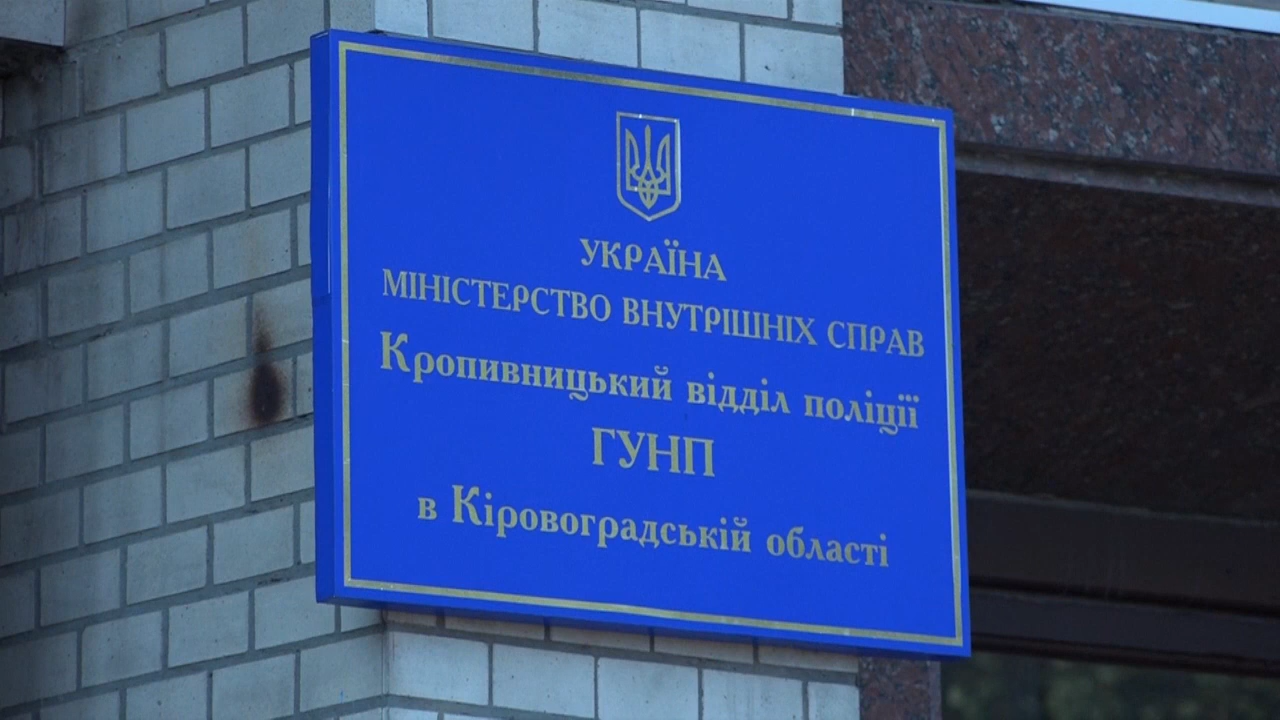 УКРАЇНА
МІНІСТЕРСТВО ВНУТРІШНІХ СПРАВ
Кропивницький відділ поліції
ГУНП
в Кіровоградській області